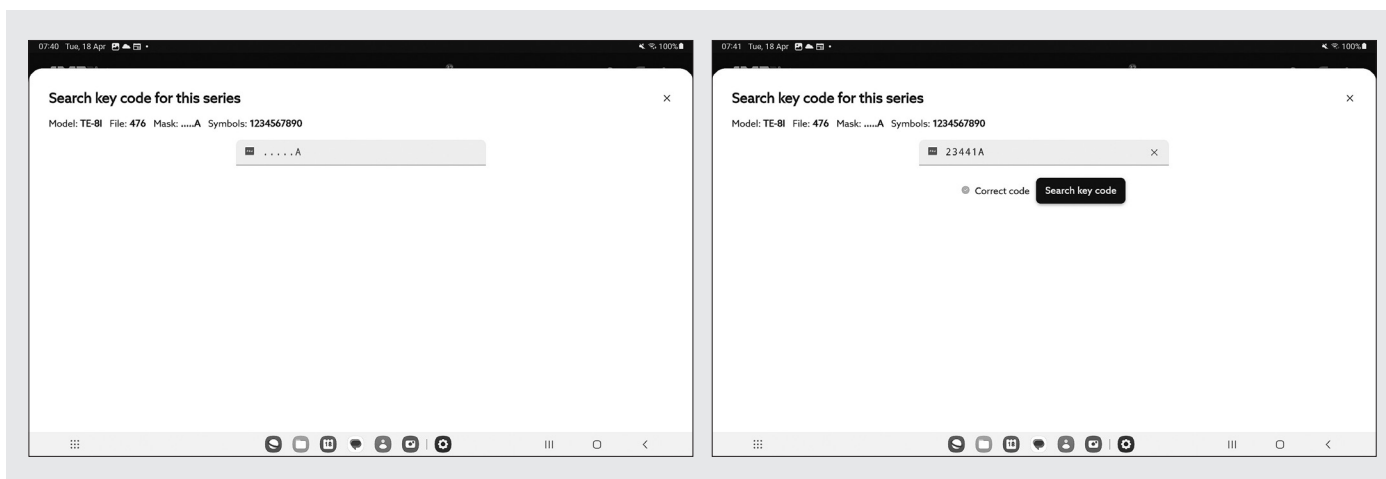 07:40 Tue, 18 Apr
100%
Search key code for this series
Model: TE-8I File: 476 Mask: .....A Symbols: 1234567890
.....A
18
07:41 Tue, 18 Apr
100%
Search key code for this series
Model: TE-8I File: 476 Mask: .....A Symbols: 1234567890
23441A
Correct code Search key code
18